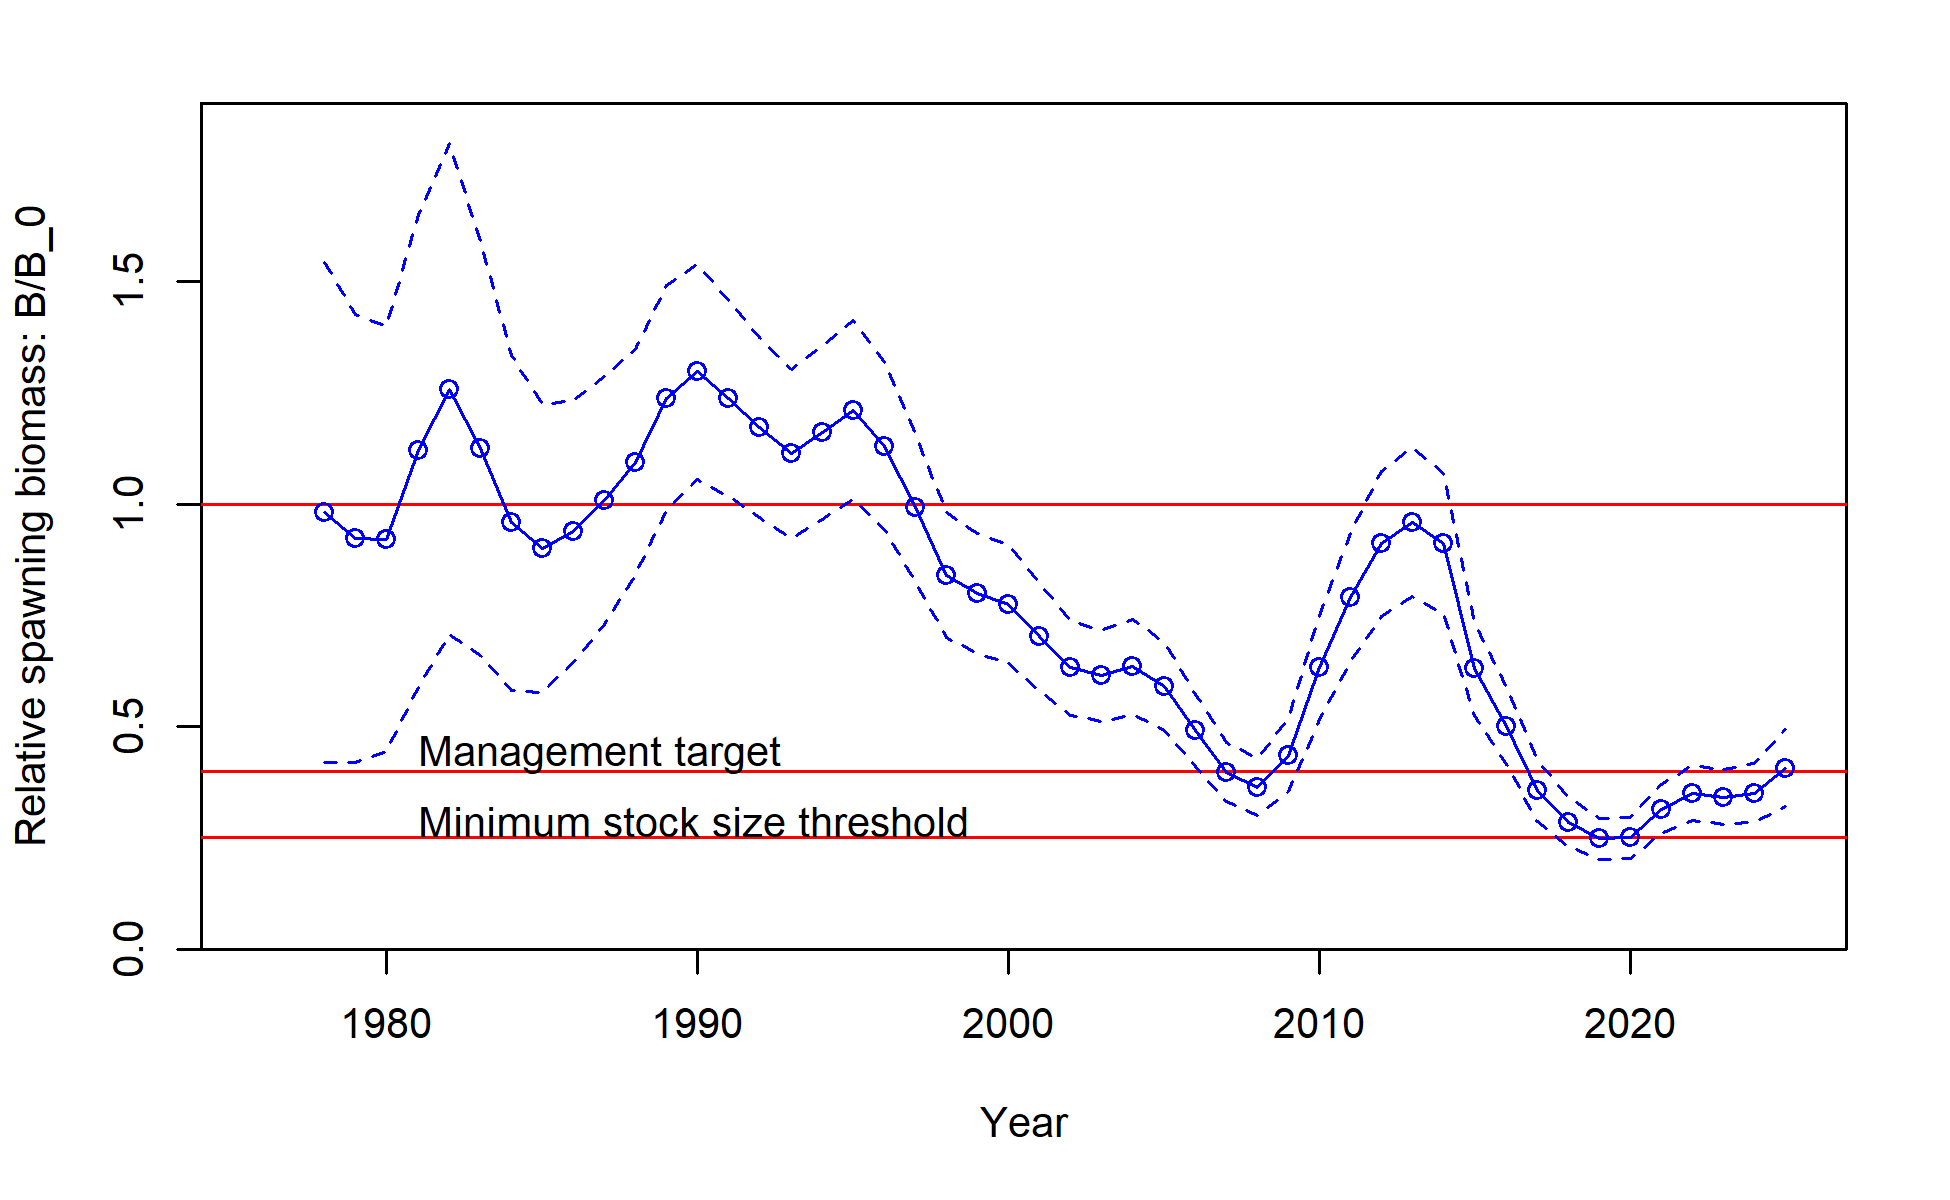 Relative spawning biomass: B/B_0
1.5
1.0
0.5
0.0
Management target
Minimum stock size threshold
1980 1990 2000 2010 2020
Year